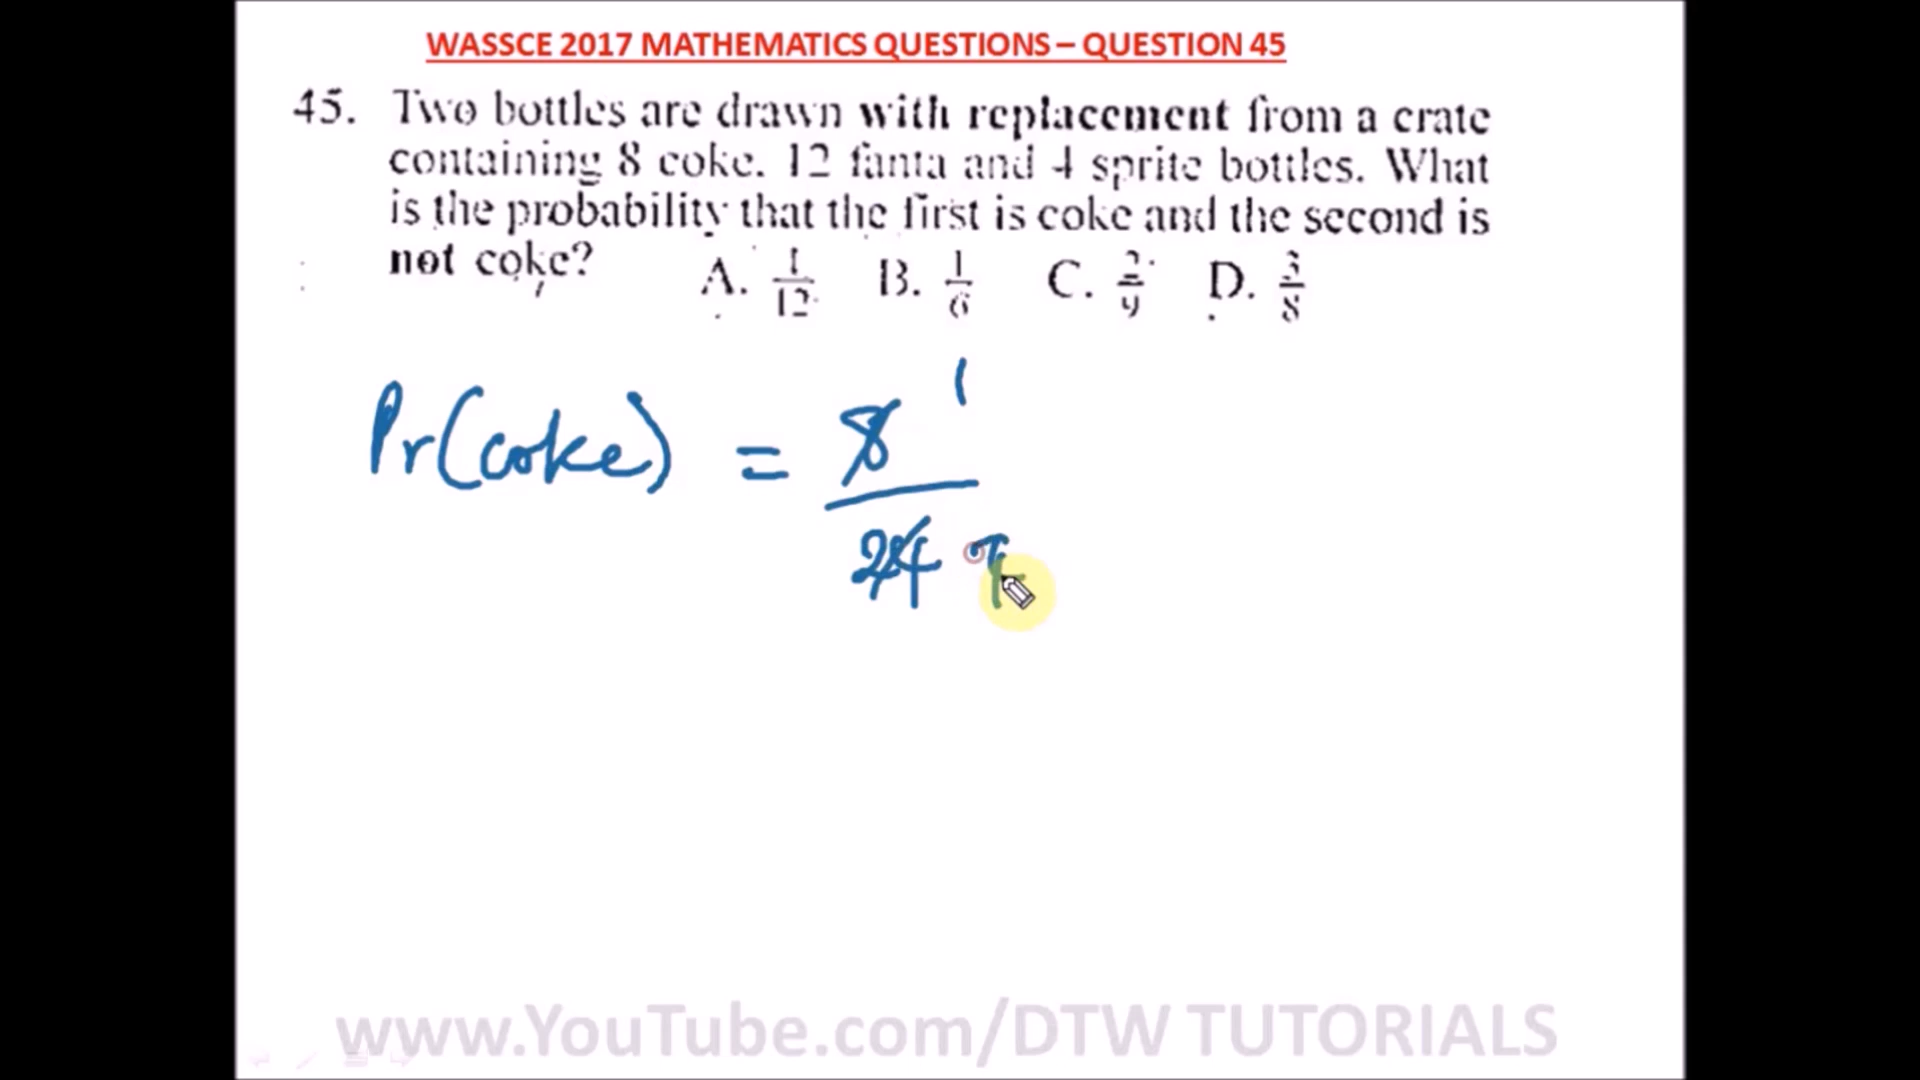 WASSCE 2017 MATHEMATICS QUESTIONS – QUESTION 45
45. Two bottles are drawn with replacement from a crate
containing 8 coke. 12 fanta and 4 sprite bottles. What
is the probability that the first is coke and the second is
not coke? A. 1/12 B. 1/6 C. 2/9 D. 3/8
Pr(coke) = 8 1
24
www.YouTube.com/DTW TUTORIALS